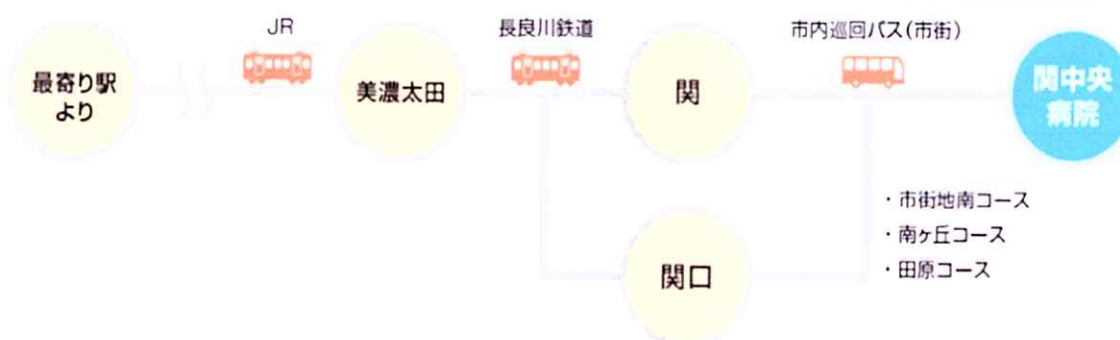 JR
長良川鉄道
市内巡回バス(市街)
最寄り駅
より
美濃太田
関
関中央
病院
関口
・市街地南コース
・南ヶ丘コース
・田原コース